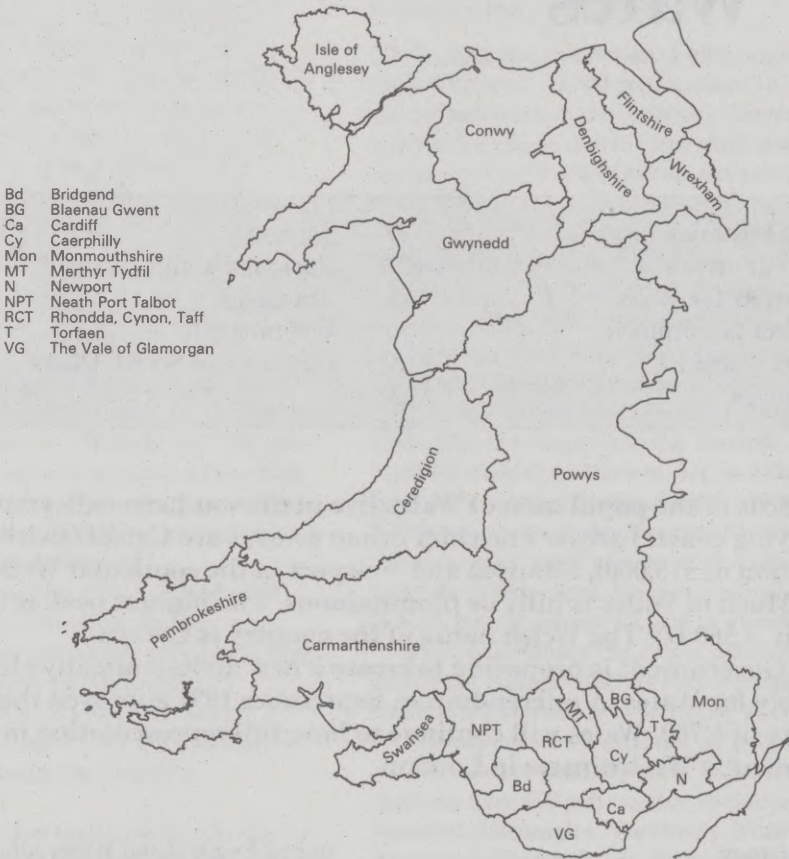 Isle of
Anglesey
Conwy
Denbighshire
Flintshire
Wrexham
Gwynedd
Bd Bridgend
BG Blaenau Gwent
Ca Cardiff
Cy Caerphilly
Mon Monmouthshire
MT Merthyr Tydfil
N Newport
NPT Neath Port Talbot
RCT Rhondda, Cynon, Taff
T Torfaen
VG The Vale of Glamorgan
Ceredigion
Powys
Pembrokeshire
Carmarthenshire
Swansea
NPT
RCT
MT
BG
Cy
T
Mon
N
Bd
Ca
VG